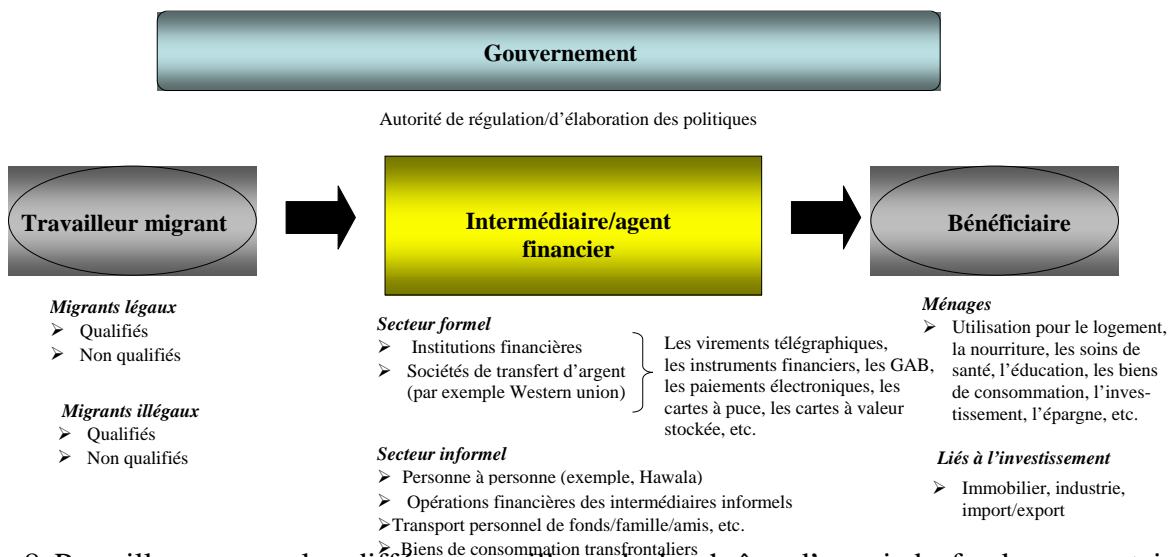 Gouvernement
Autorité de régulation/d'élaboration des politiques
Travailleur migrant
Intermédiaire/agent
financier
Bénéficiaire
Migrants légaux
➢ Qualifiés
➢ Non qualifiés
Migrants illégaux
➢ Qualifiés
➢ Non qualifiés
Secteur formel
➢ Institutions financières
➢ Sociétés de transfert d'argent
(par exemple Western union)
Les virements télégraphiques,
les instruments financiers, les GAB,
les paiements électroniques, les
cartes à puce, les cartes à valeur
stockée, etc.
Secteur informel
➢ Personne à personne (exemple, Hawala)
➢ Opérations financières des intermédiaires informels
➢Transport personnel de fonds/famille/amis, etc.
➢ Biens de consommation transfrontaliers
Ménages
➢ Utilisation pour le logement,
la nourriture, les soins de
santé, l'éducation, les biens
de consommation, l'inves-
tissement, l'épargne, etc.
Liés à l'investissement
➢ Immobilier, industrie,
import/export